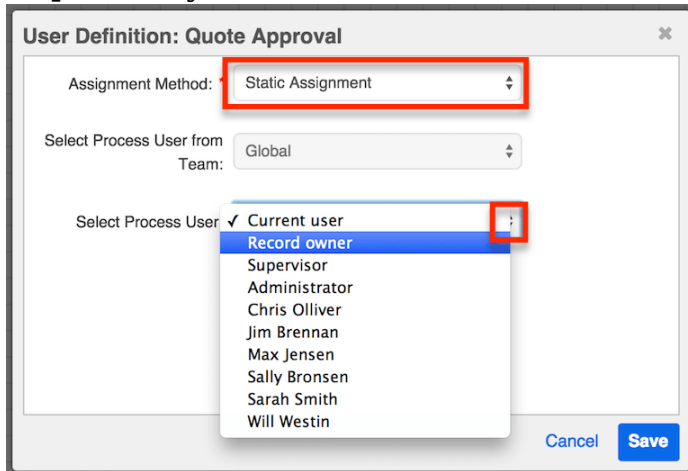 User Definition: Quote Approval
Assignment Method: *
Static Assignment
Select Process User from
Team:
Global
Select Process User
✓ Current user
Record owner
Supervisor
Administrator
Chris Olliver
Jim Brennan
Max Jensen
Sally Bronsen
Sarah Smith
Will Westin
Cancel
Save